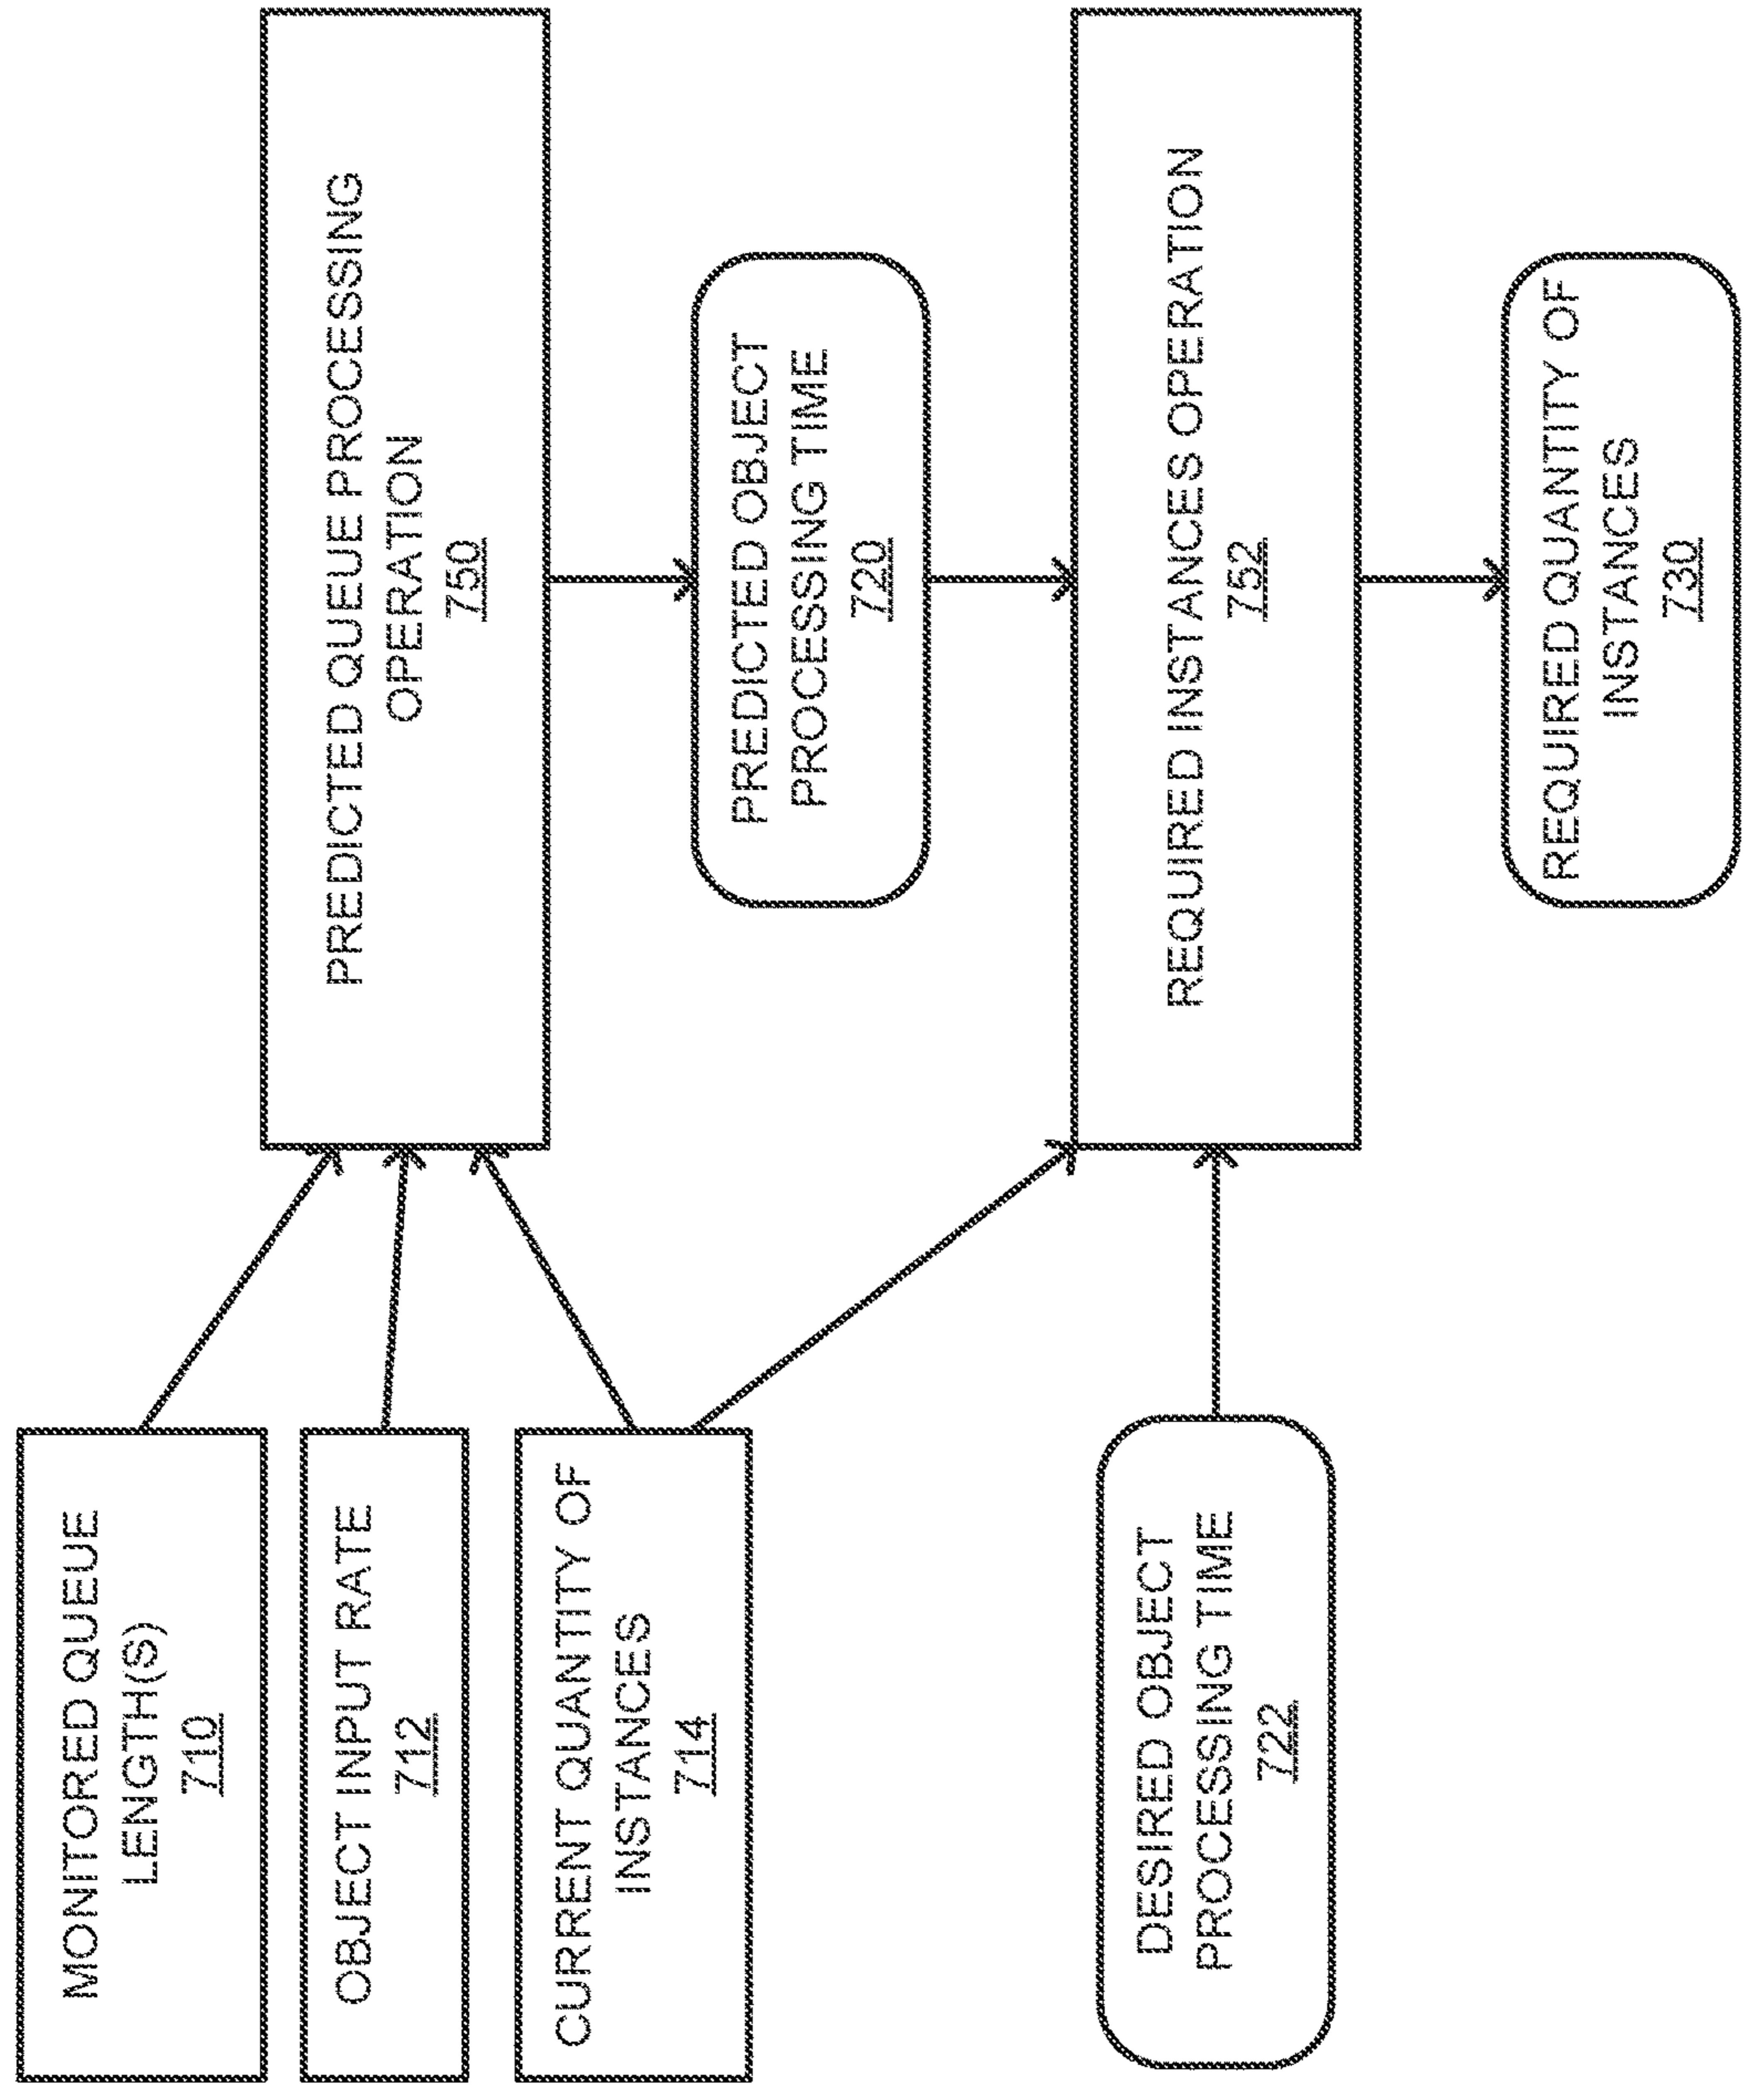 MONITORED QUEUE
LENGTH(S)
710
OBJECT INPUT RATE
712
CURRENT QUANTITY OF
INSTANCES
714
DESIRED OBJECT
PROCESSING TIME
722
PREDICTED QUEUE PROCESSING
OPERATION
750
PREDICTED OBJECT
PROCESSING TIME
720
REQUIRED INSTANCES OPERATION
752
REQUIRED QUANTITY OF
INSTANCES
730